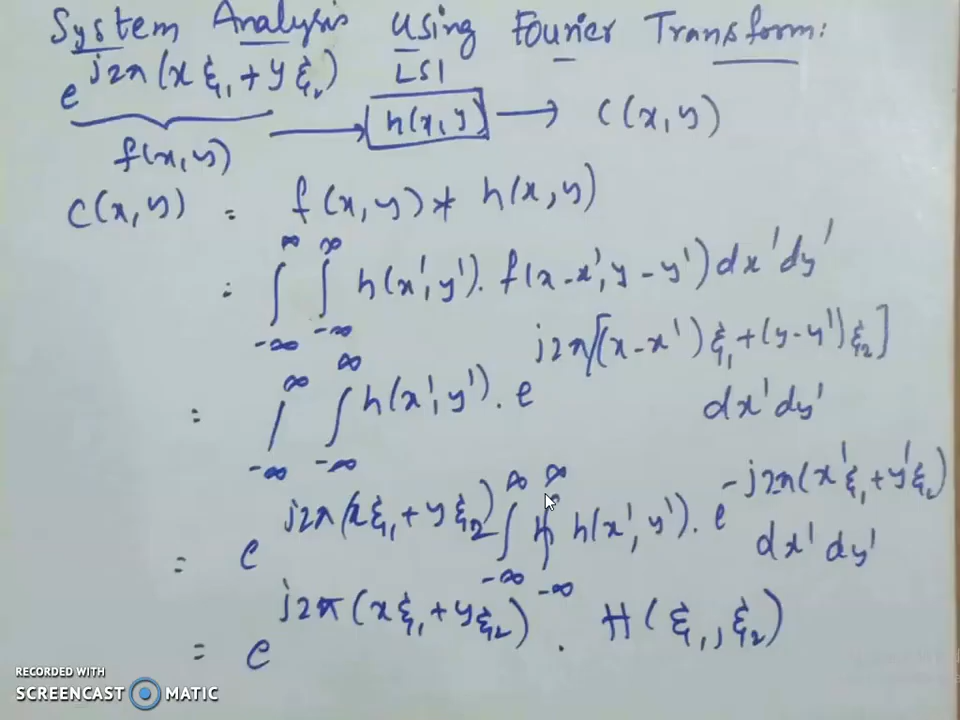 System Analysis Using Fourier Transform:
e^{j2π(xξ₁+yξ₂)} LSI
f(x,y) → h(x,y) → C(x,y)
C(x,y) = f(x,y) * h(x,y)
= ∫_{-∞}^{∞} ∫_{-∞}^{∞} h(x',y'). f(x-x',y-y') dx'dy'
= ∫_{-∞}^{∞} ∫_{-∞}^{∞} h(x',y'). e^{j2π[(x-x')ξ₁+(y-y')ξ₂]} dx'dy'
= e^{j2π(xξ₁+yξ₂)} ∫_{-∞}^{∞} ∫_{-∞}^{∞} h(x',y'). e^{-j2π(x'ξ₁+y'ξ₂)} dx'dy'
= e^{j2π(xξ₁+yξ₂)} . H(ξ₁,ξ₂)
RECORDED WITH
SCREENCAST MATIC